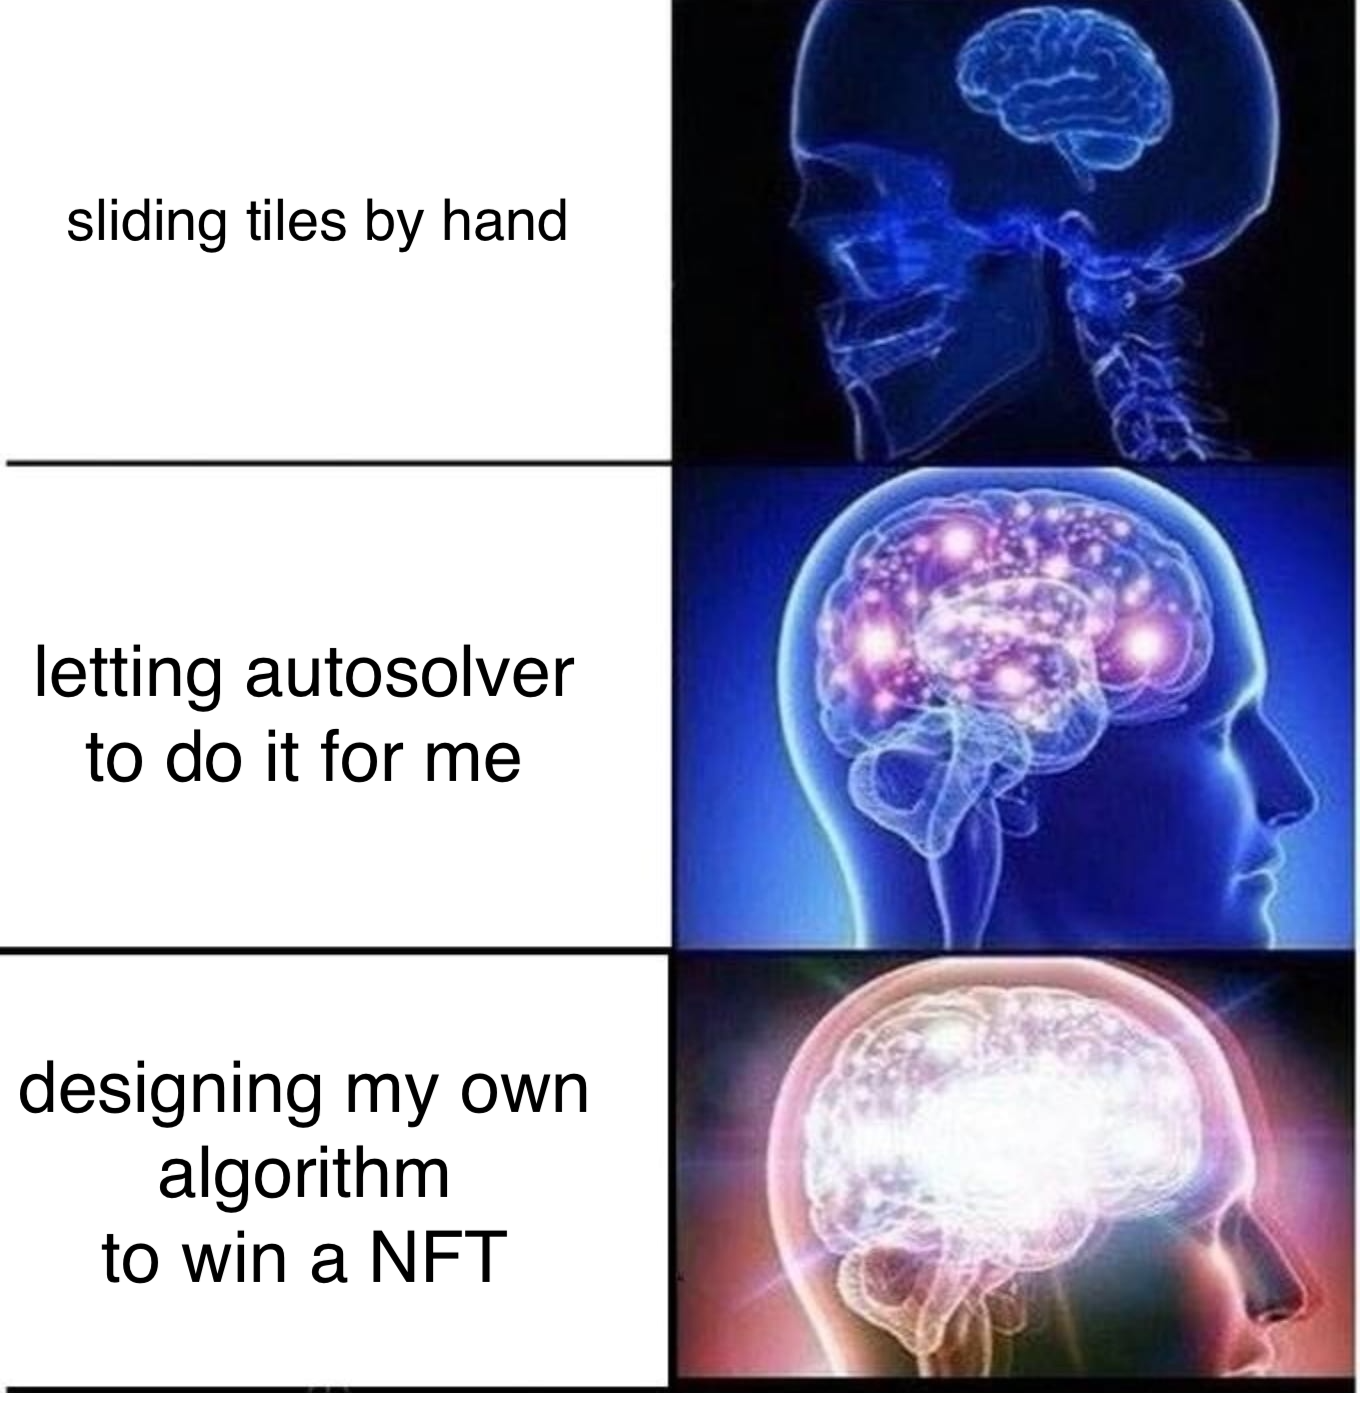 sliding tiles by hand
letting autosolver
to do it for me
designing my own
algorithm
to win a NFT